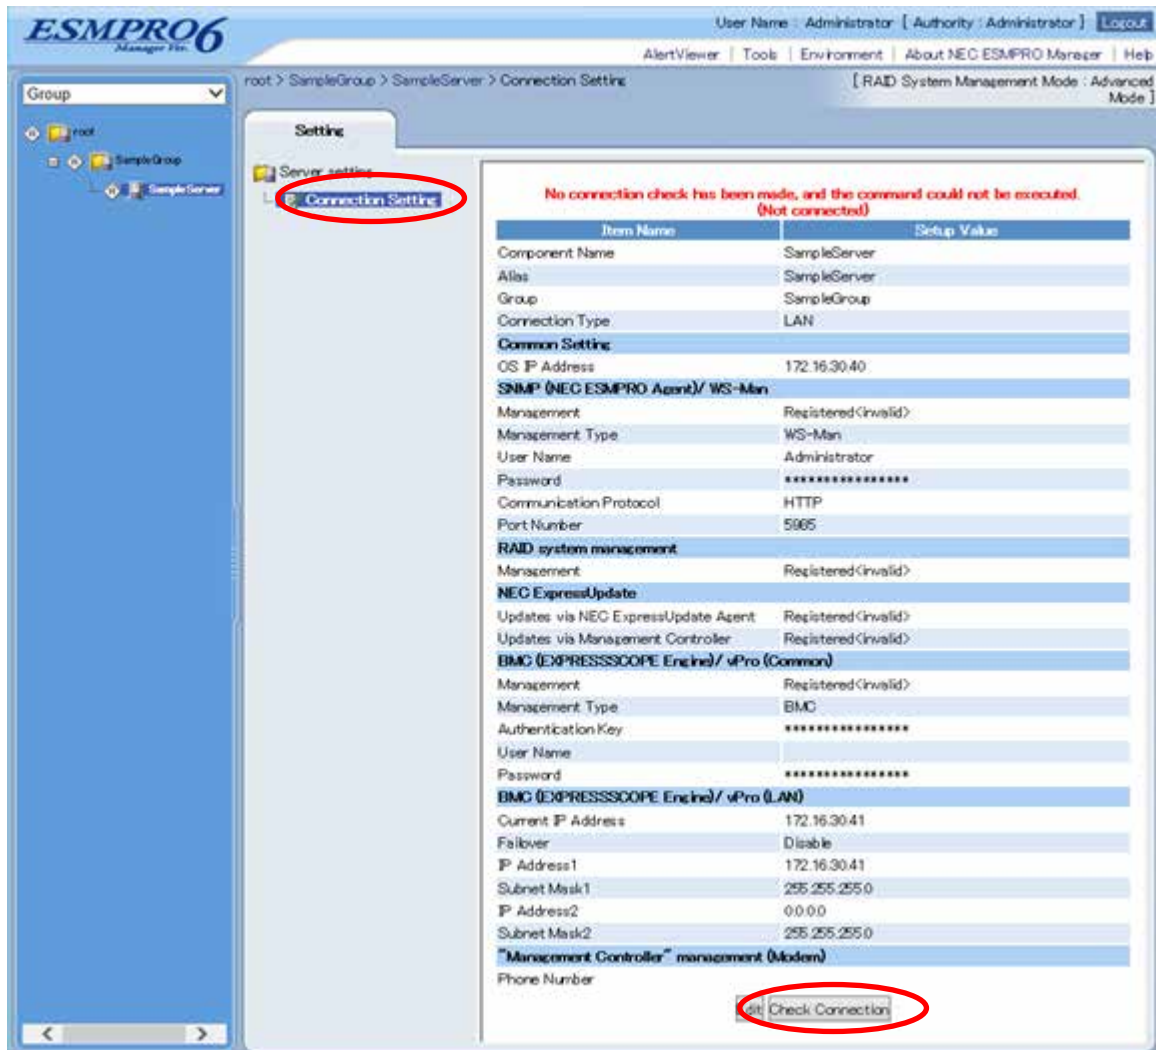 ESMPRO6
Manager Ver.
User Name : Administrator [ Authority : Administrator ] Logout
AlertViewer | Tools | Environment | About NEC ESMPRO Manager | Help
Group
root
SampleGroup
SampleServer
root > SampleGroup > SampleServer > Connection Setting
[ RAID System Management Mode : Advanced
Mode ]
Setting
Server setting
Connection Setting
No connection check has been made, and the command could not be executed.
(Not connected)
Item Name Setup Value
Component Name SampleServer
Alias SampleServer
Group SampleGroup
Connection Type LAN
Common Setting
OS IP Address 172.16.30.40
SNMP (NEC ESMPRO Agent)/ WS-Man
Management Registered<invalid>
Management Type WS-Man
User Name Administrator
Password ****************
Communication Protocol HTTP
Port Number 5985
RAID system management
Management Registered<invalid>
NEC ExpressUpdate
Updates via NEC ExpressUpdate Agent Registered<invalid>
Updates via Management Controller Registered<invalid>
BMC (EXPRESSSCOPE Engine)/ vPro (Common)
Management Registered<invalid>
Management Type BMC
Authentication Key ****************
User Name
Password ****************
BMC (EXPRESSSCOPE Engine)/ vPro (LAN)
Current IP Address 172.16.30.41
Failover Disable
IP Address1 172.16.30.41
Subnet Mask1 255.255.255.0
IP Address2 0.0.0.0
Subnet Mask2 255.255.255.0
"Management Controller" management (Modem)
Phone Number
Edit Check Connection